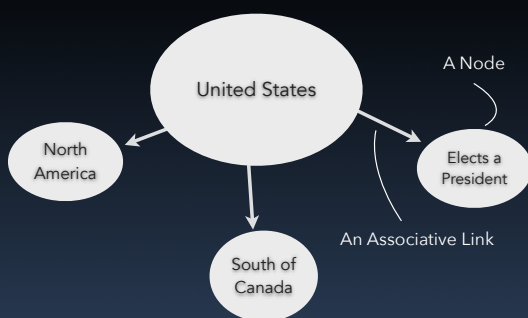 A Node
United States
North
America
Elects a
President
An Associative Link
South of
Canada